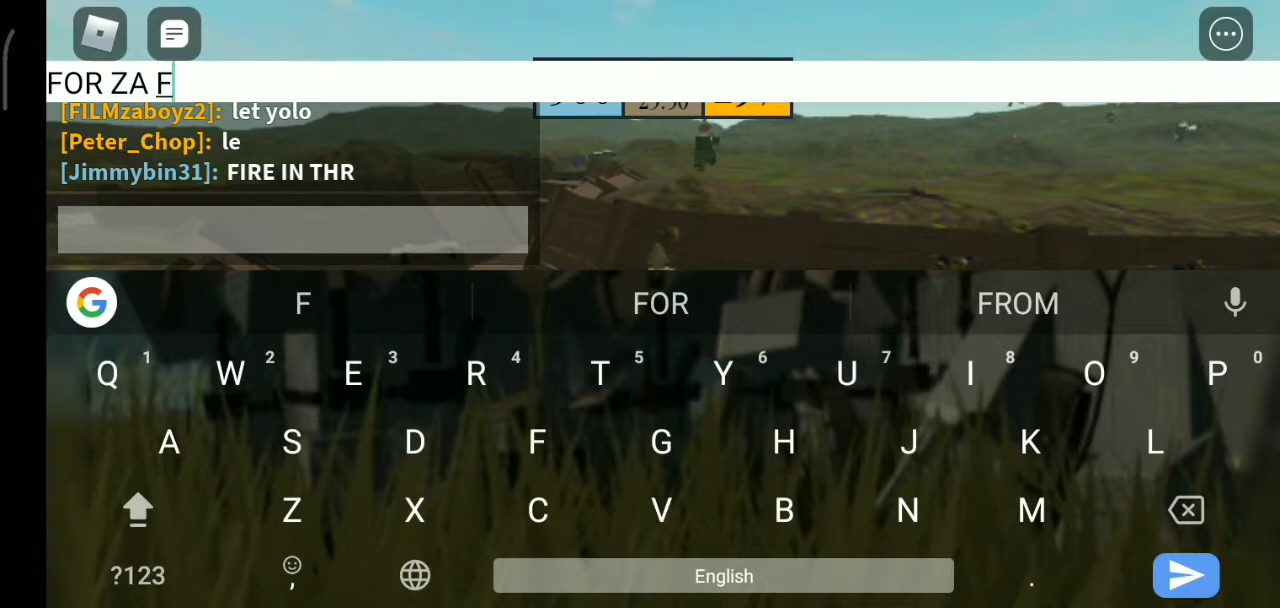 FOR ZA F
[FILMzaboyz2]: let yolo
[Peter_Chop]: le
[Jimmybin31]: FIRE IN THR
F FOR FROM
Q 1 W 2 E 3 R 4 T 5 Y 6 U 7 I 8 O 9 P 0
A S D F G H J K L
Z X C V B N M
?123 , English .